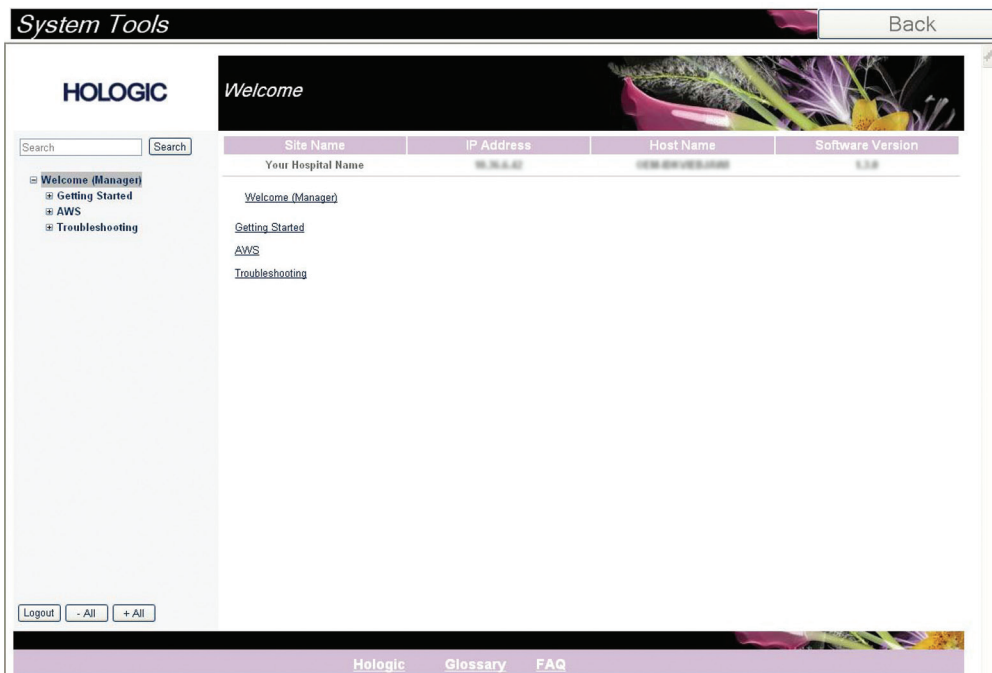 System Tools
Back
HOLOGIC
Welcome
Search
Search
Site Name
IP Address
Host Name
Software Version
Your Hospital Name
Welcome (Manager)
Getting Started
AWS
Troubleshooting
Welcome (Manager)
Getting Started
AWS
Troubleshooting
Logout
- All
+ All
Hologic
Glossary
FAQ